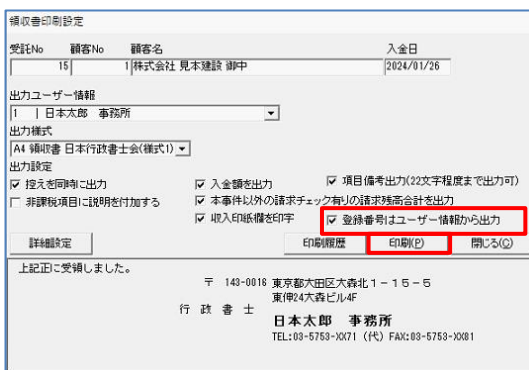 領収書印刷設定
受託No 顧客No 顧客名 入金日
15 1 株式会社 見本建設 御中 2024/01/26
出力ユーザー情報
1 | 日本太郎 事務所
出力様式
A4 領収書 日本行政書士会(様式1)
出力設定
控えを同時に出力 入金額を出力 項目備考出力(22文字程度まで出力可)
非課税項目に説明を付加する 本事件以外の請求チェック有りの請求残高合計を出力
収入印紙欄を印字 登録番号はユーザー情報から出力
詳細設定 印刷履歴 印刷(P) 閉じる(C)
上記正に受領しました。
〒 143-0016 東京都大田区大森北1-15-5
東伸24大森ビル4F
行 政 書 士
日本太郎 事務所
TEL:03-5753-XX71 (代) FAX:03-5753-XX81